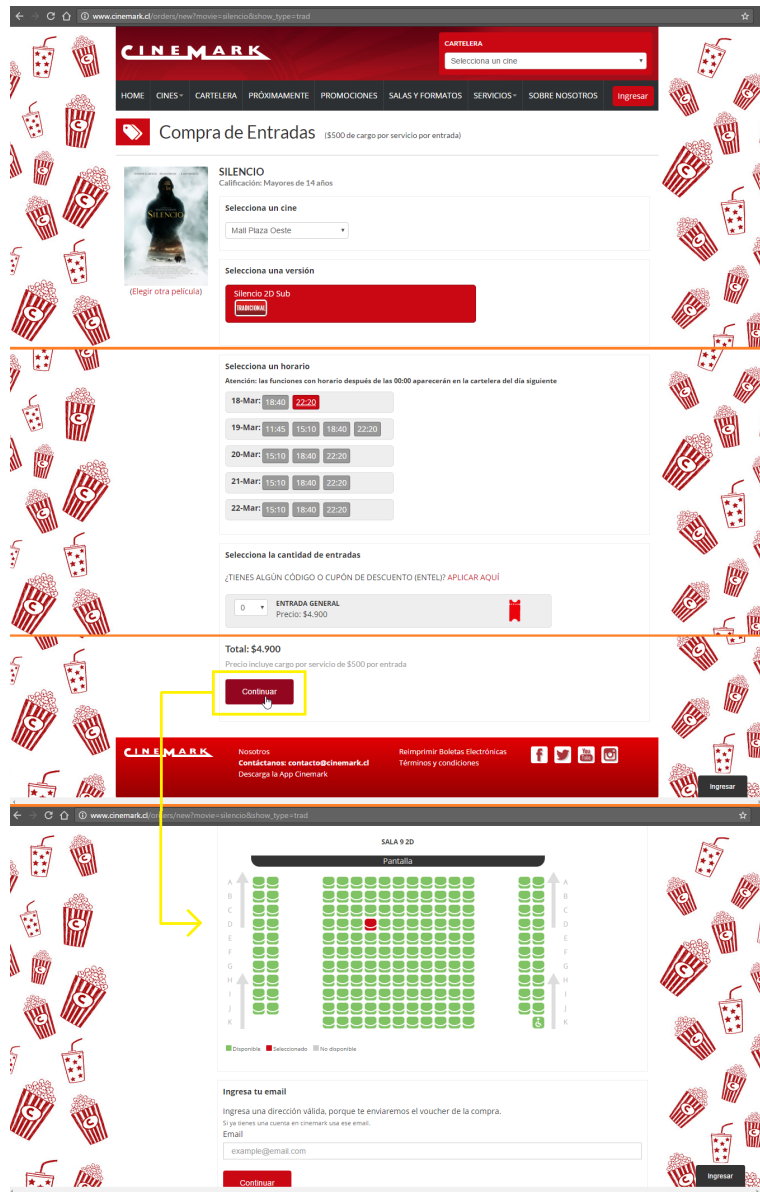 www.cinemark.cl/orders/new?movie=silencio&show_type=trad
CINEMARK
CARTELERA
Selecciona un cine
HOME CINES CARTELERA PRÓXIMAMENTE PROMOCIONES SALAS Y FORMATOS SERVICIOS SOBRE NOSOTROS Ingresar
Compra de Entradas ($500 de cargo por servicio por entrada)
SILENCIO
Calificación: Mayores de 14 años
Selecciona un cine
SILENCIO
Mall Plaza Oeste
Selecciona una versión
(Elegir otra película)
Silencio 2D Sub
TRADICIONAL
Selecciona un horario
Atención: las funciones con horario después de las 00:00 aparecerán en la cartelera del día siguiente
18-Mar: 18:40 22:20
19-Mar: 11:45 15:10 18:40 22:20
20-Mar: 15:10 18:40 22:20
21-Mar: 15:10 18:40 22:20
22-Mar: 15:10 18:40 22:20
Selecciona la cantidad de entradas
¿TIENES ALGÚN CÓDIGO O CUPÓN DE DESCUENTO (ENTEL)? APLICAR AQUÍ
0 ENTRADA GENERAL
Precio: $4.900
Total: $4.900
Precio incluye cargo por servicio de $500 por entrada
Continuar
CINEMARK
Nosotros
Contáctanos: contacto@cinemark.cl
Descarga la App Cinemark
Reimprimir Boletas Electrónicas
Términos y condiciones
Ingresar
www.cinemark.cl/orders/new?movie=silencio&show_type=trad
SALA 9 2D
Pantalla
A A
B B
C C
D D
E E
F F
G G
H H
I I
J J
K K
Disponible Seleccionado No disponible
Ingresa tu email
Ingresa una dirección válida, porque te enviaremos el voucher de la compra.
Si ya tienes una cuenta en cinemark usa ese email.
Email
example@email.com
Continuar
Ingresar